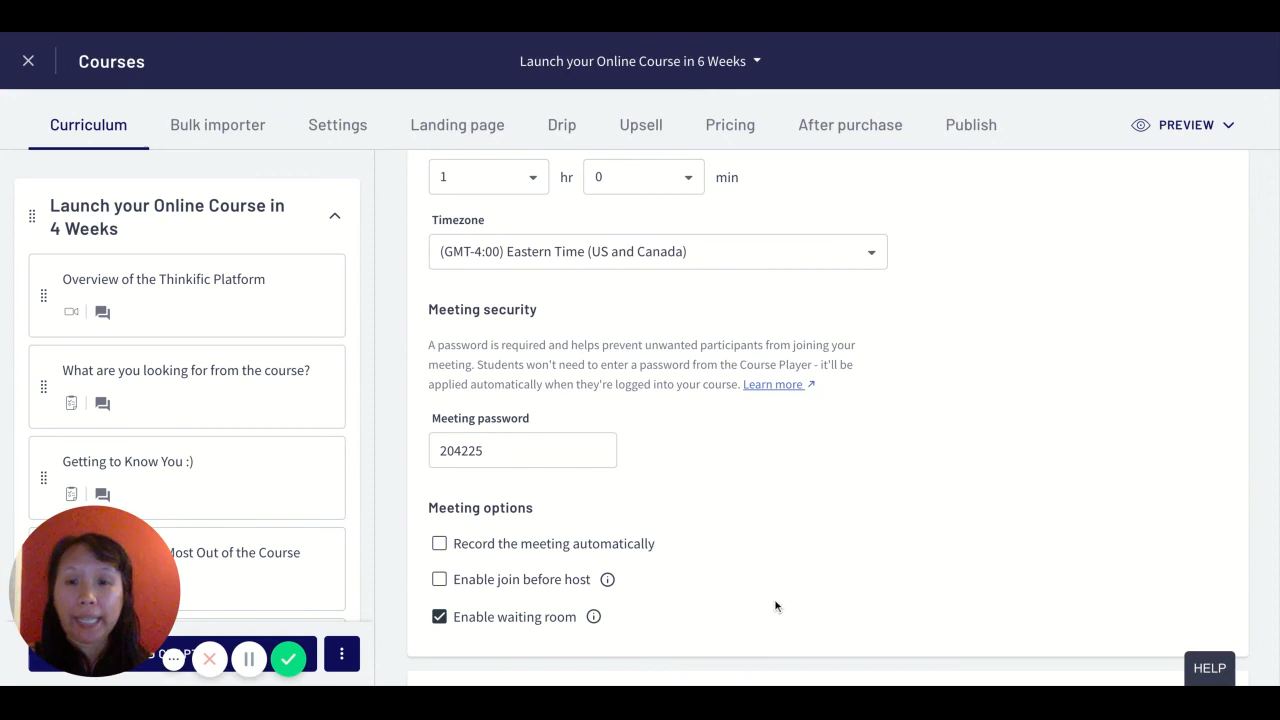 Courses
Launch your Online Course in 6 Weeks
Curriculum
Bulk importer
Settings
Landing page
Drip
Upsell
Pricing
After purchase
Publish
PREVIEW
Launch your Online Course in
4 Weeks
Overview of the Thinkific Platform
What are you looking for from the course?
Getting to Know You :)
Most Out of the Course
1
hr
0
min
Timezone
(GMT-4:00) Eastern Time (US and Canada)
Meeting security
A password is required and helps prevent unwanted participants from joining your
meeting. Students won't need to enter a password from the Course Player - it'll be
applied automatically when they're logged into your course. Learn more
Meeting password
204225
Meeting options
Record the meeting automatically
Enable join before host
Enable waiting room
HELP